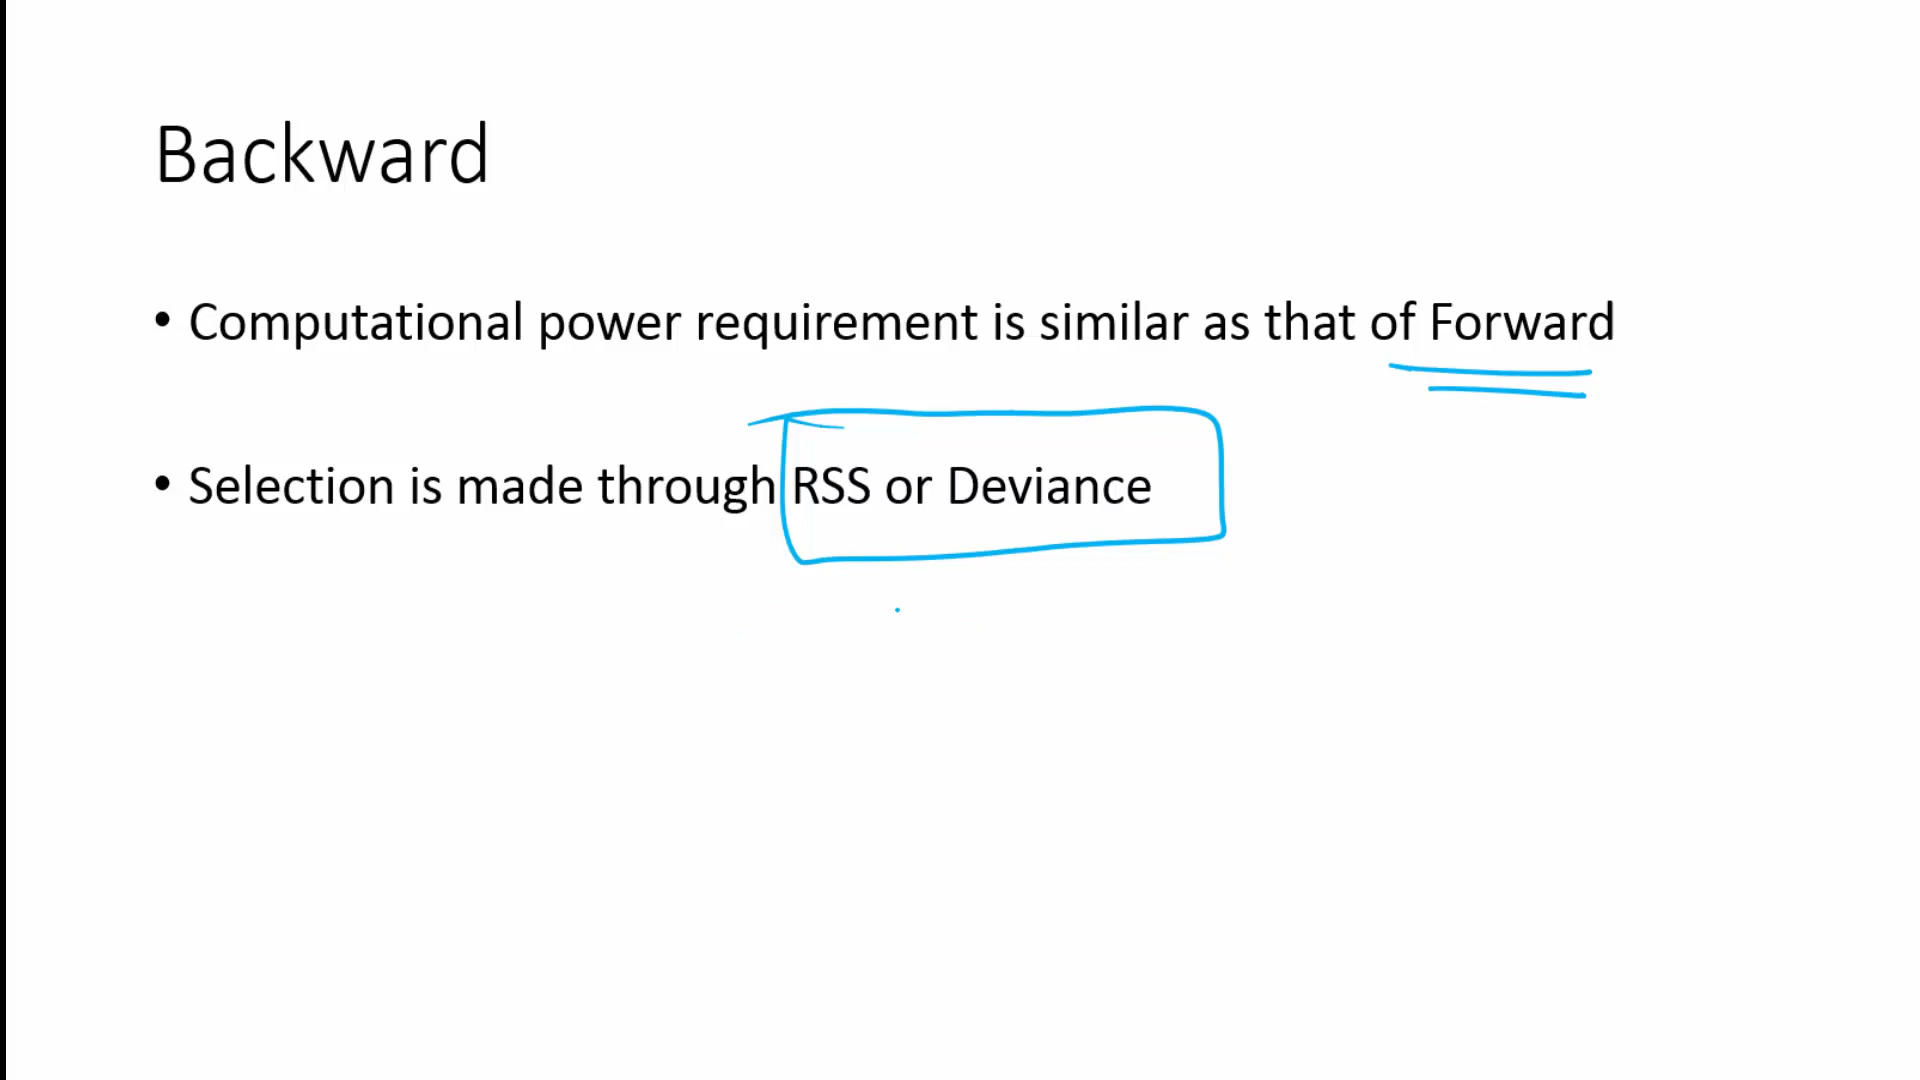 Backward
• Computational power requirement is similar as that of Forward
• Selection is made through RSS or Deviance